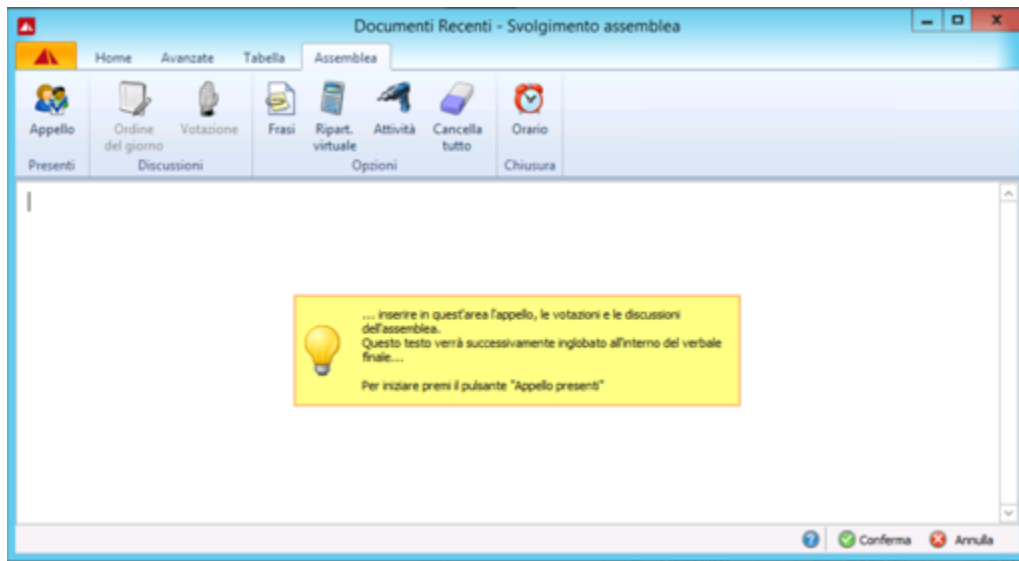 Documenti Recenti - Svolgimento assemblea
Home Avanzate Tabella Assemblea
Appello Ordine del giorno Votazione Frasi Ripart. virtuale Attività Cancella tutto Orario
Presenti Discussioni Opzioni Chiusura
... inserire in quest'area l'appello, le votazioni e le discussioni
dell'assemblea.
Questo testo verrà successivamente inglobato all'interno del verbale
finale...
Per iniziare premi il pulsante "Appello presenti"
Conferma Annulla